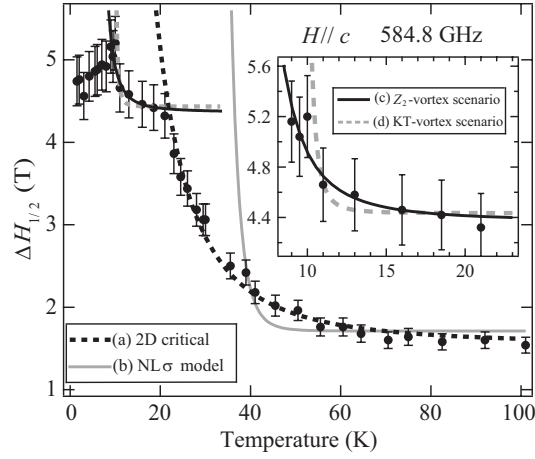 H// c 584.8 GHz
5
4
3
2
1
ΔH1/2 (T)
5.6
5.2
4.8
4.4
10
15
20
(c) Z2-vortex scenario
(d) KT-vortex scenario
(a) 2D critical
(b) NLσ model
0
20
40
60
80
100
Temperature (K)